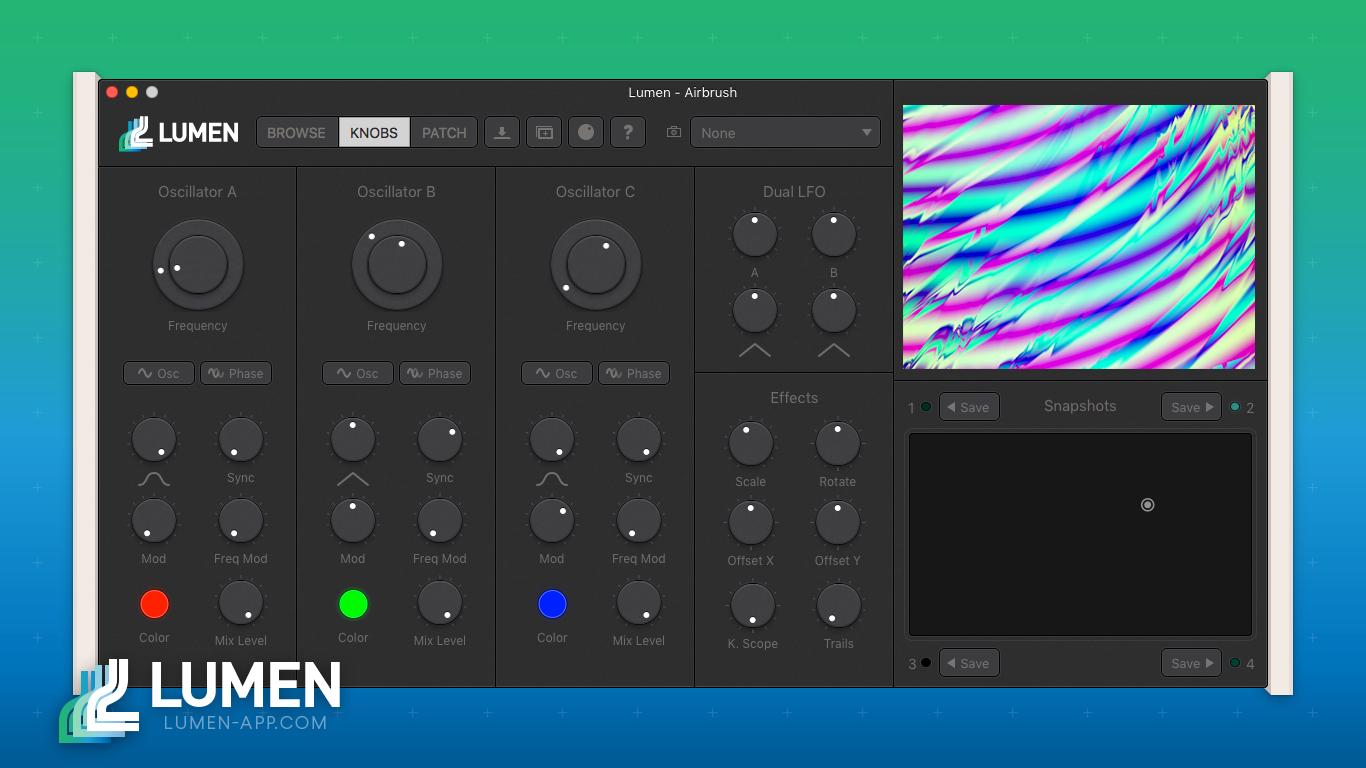 Lumen - Airbrush
LUMEN
BROWSE KNOBS PATCH ? None
Oscillator A
Frequency
Osc Phase
Sync
Mod Freq Mod
Color Mix Level
Oscillator B
Frequency
Osc Phase
Sync
Mod Freq Mod
Color Mix Level
Oscillator C
Frequency
Osc Phase
Sync
Mod Freq Mod
Color Mix Level
Dual LFO
A B
Effects
Scale Rotate
Offset X Offset Y
K. Scope Trails
1 Save Snapshots Save 2
3 Save Save 4
LUMEN
LUMEN-APP.COM